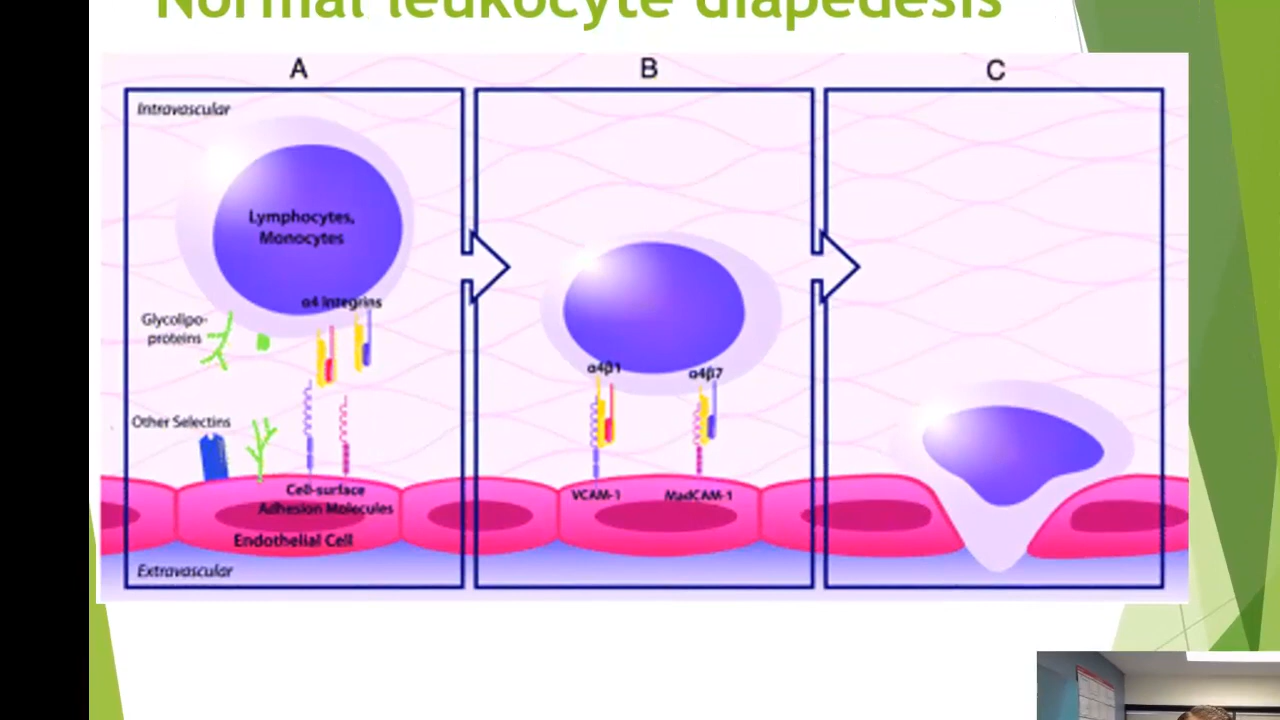 Normal leukocyte diapedesis
A
B
C
Intravascular
Lymphocytes,
Monocytes
α4 Integrins
Glycolipo-
proteins
Other Selectins
Cell-surface
Adhesion Molecules
Endothelial Cell
Extravascular
α4β1
α4β7
VCAM-1
MadCAM-1